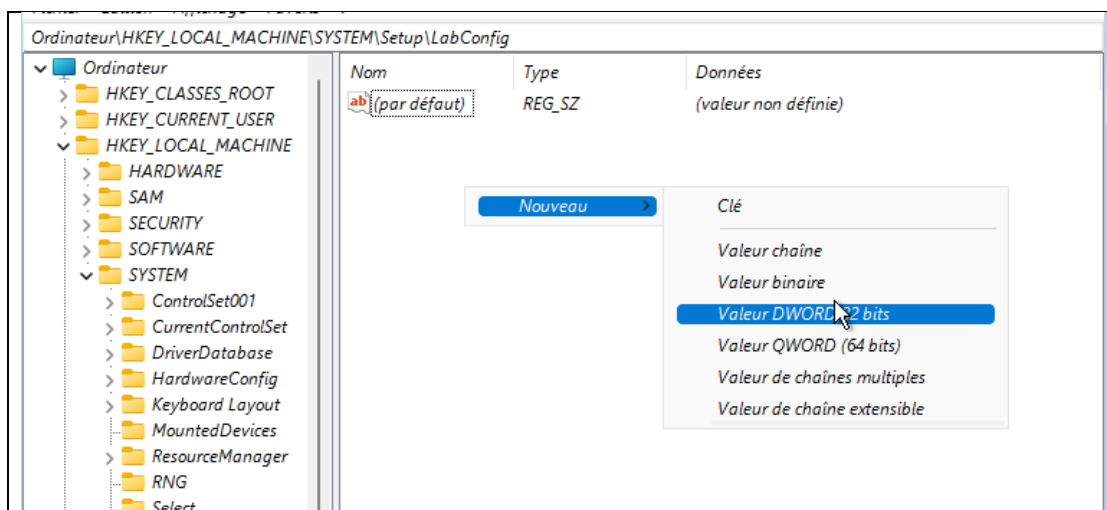 Ordinateur\HKEY_LOCAL_MACHINE\SYSTEM\Setup\LabConfig
Ordinateur
HKEY_CLASSES_ROOT
HKEY_CURRENT_USER
HKEY_LOCAL_MACHINE
HARDWARE
SAM
SECURITY
SOFTWARE
SYSTEM
ControlSet001
CurrentControlSet
DriverDatabase
HardwareConfig
Keyboard Layout
MountedDevices
ResourceManager
RNG
Select
Nom Type Données
ab (par défaut) REG_SZ (valeur non définie)
Nouveau
Clé
Valeur chaîne
Valeur binaire
Valeur DWORD 32 bits
Valeur QWORD (64 bits)
Valeur de chaînes multiples
Valeur de chaîne extensible